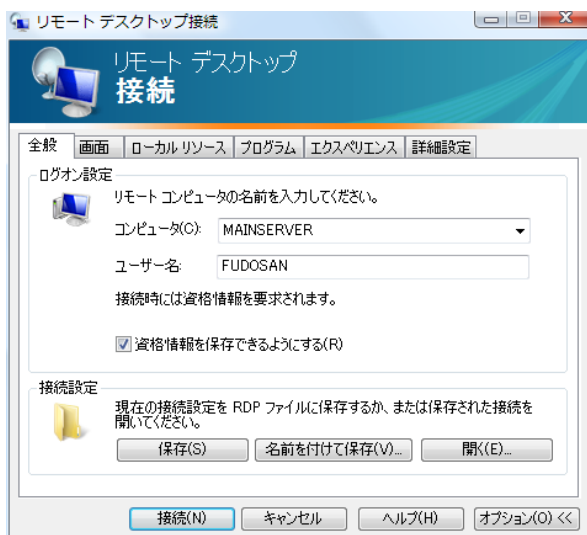 リモート デスクトップ接続
リモート デスクトップ
接続
全般 画面 ローカル リソース プログラム エクスペリエンス 詳細設定
ログオン設定
リモート コンピュータの名前を入力してください。
コンピュータ(C): MAINSERVER
ユーザー名: FUDOSAN
接続時には資格情報を要求されます。
資格情報を保存できるようにする(R)
接続設定
現在の接続設定を RDP ファイルに保存するか、または保存された接続を
開いてください。
保存(S) 名前を付けて保存(V)... 開く(E)...
接続(N) キャンセル ヘルプ(H) オプション(O) <<